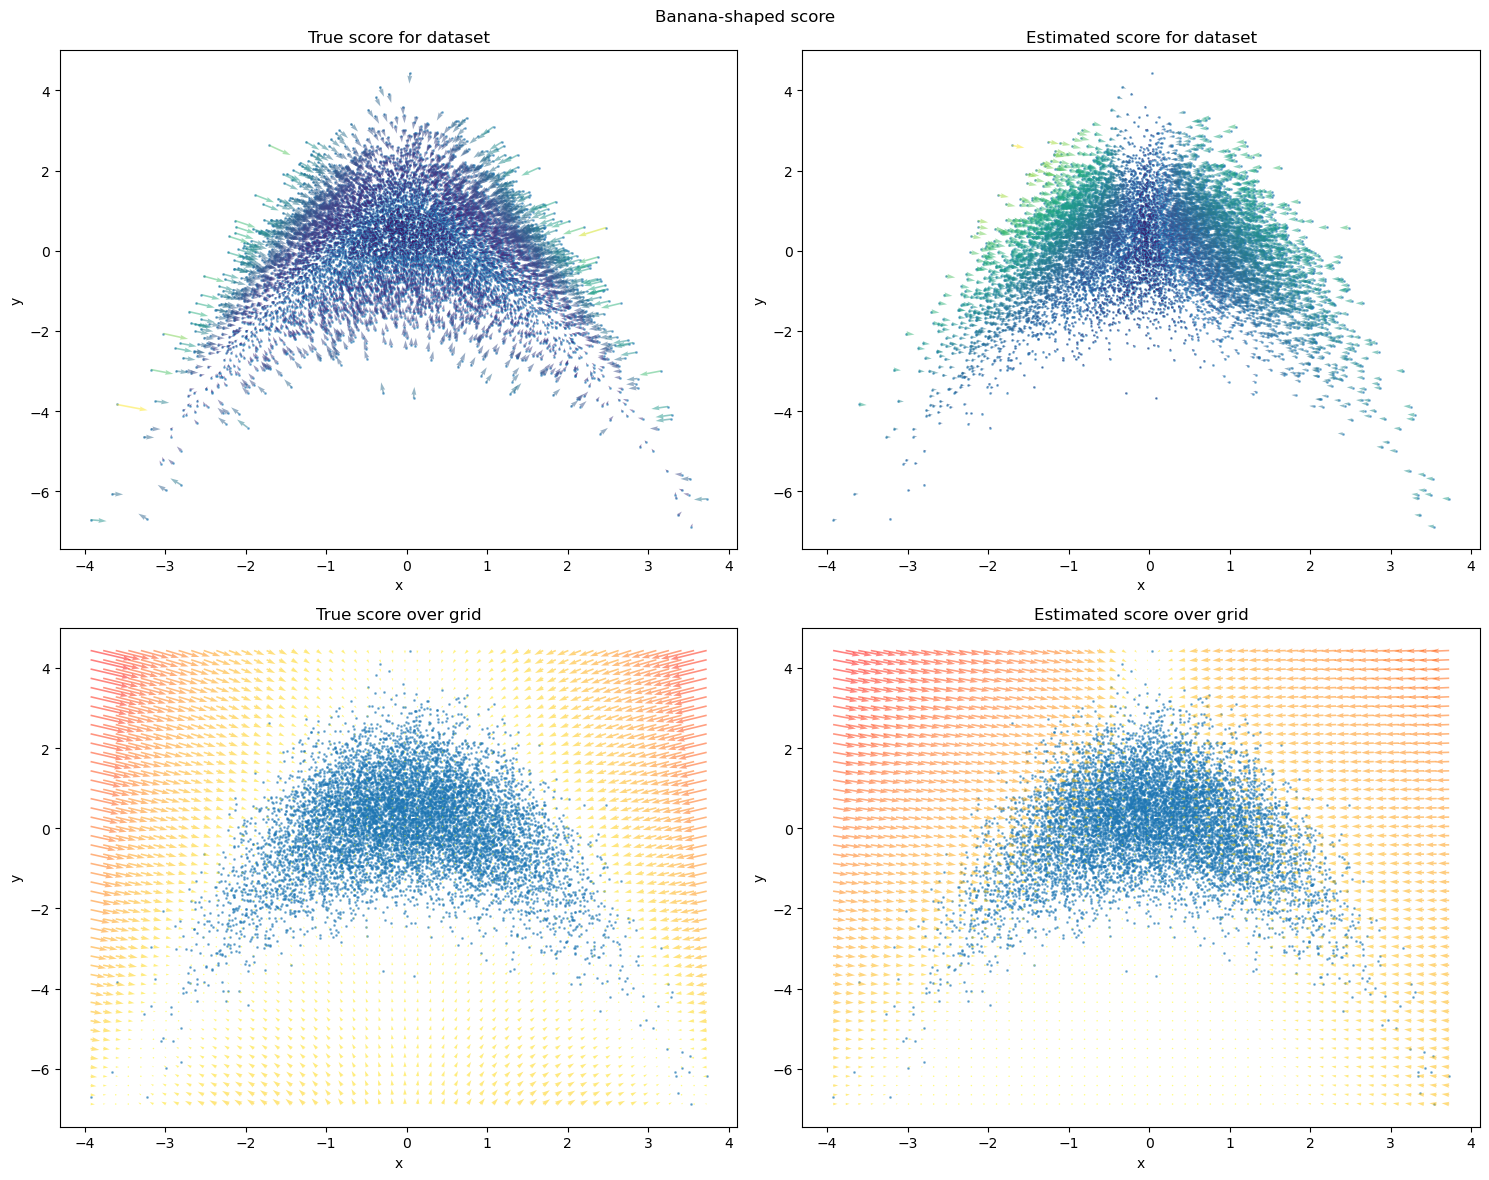 Banana-shaped score
True score for dataset
Estimated score for dataset
4
2
0
−2
−4
−6
y
−4 −3 −2 −1 0 1 2 3 4
x
4
2
0
−2
−4
−6
y
−4 −3 −2 −1 0 1 2 3 4
x
True score over grid
Estimated score over grid
4
2
0
−2
−4
−6
y
−4 −3 −2 −1 0 1 2 3 4
x
4
2
0
−2
−4
−6
y
−4 −3 −2 −1 0 1 2 3 4
x